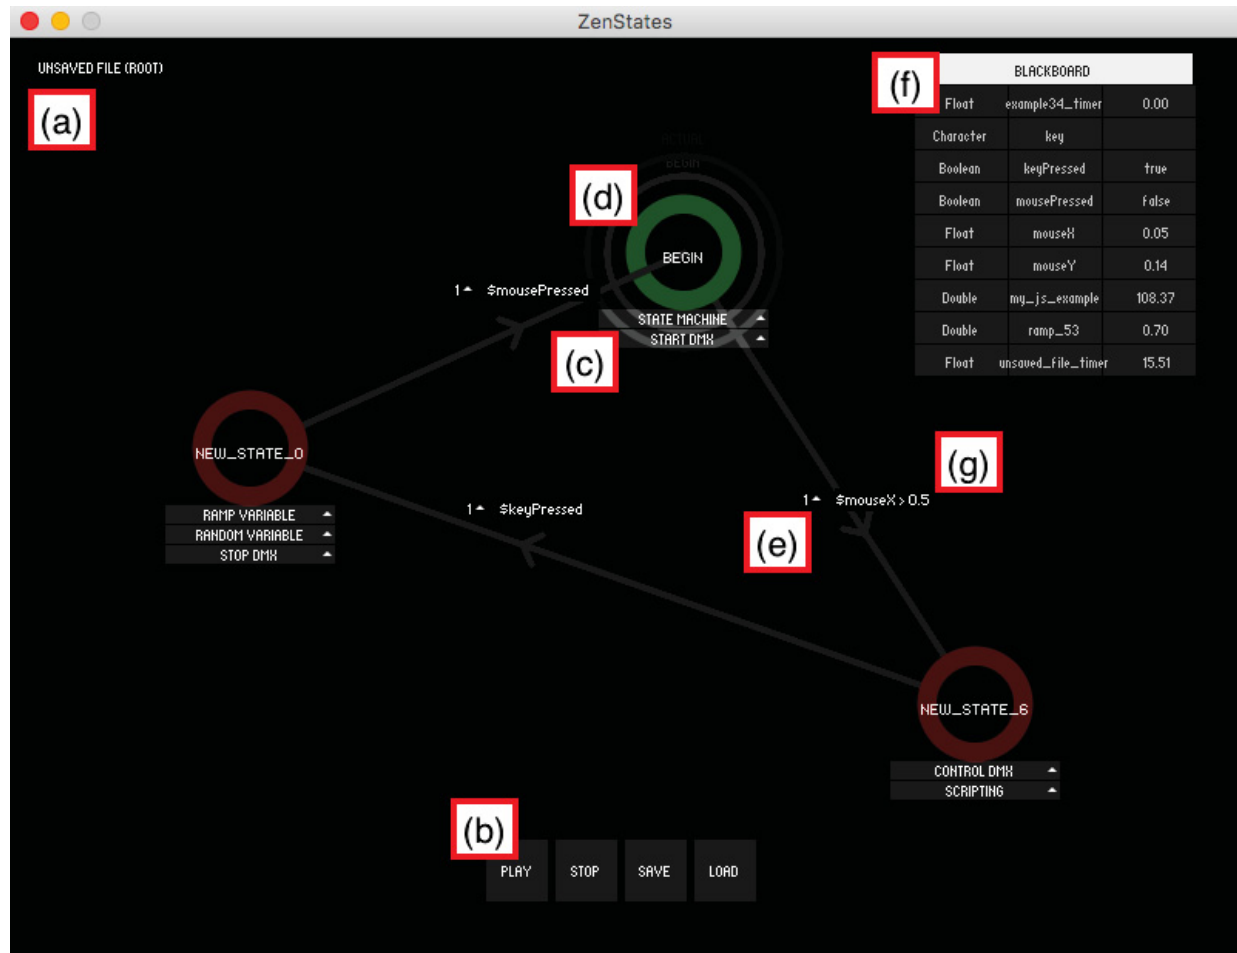 ZenStates
UNSAVED FILE (ROOT)
(a)
(f)
BLACKBOARD
Float example34_timer 0.00
Character key
Boolean keyPressed true
Boolean mousePressed false
Float mouseX 0.05
Float mouseY 0.14
Double my_js_example 108.37
Double ramp_53 0.70
Float unsaved_file_timer 15.51
ACTUAL
BEGIN
(d)
BEGIN
1 $mousePressed
STATE MACHINE
START DMX
(c)
NEW_STATE_0
RAMP VARIABLE
RANDOM VARIABLE
STOP DMX
1 $keyPressed
(g)
1 $mouseX > 0.5
(e)
NEW_STATE_6
CONTROL DMX
SCRIPTING
(b)
PLAY STOP SAVE LOAD